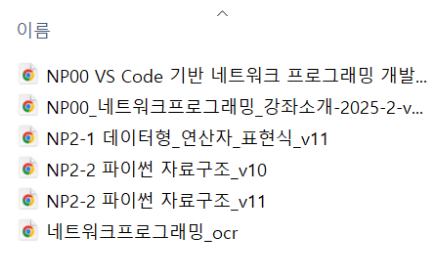 이름
NP00 VS Code 기반 네트워크 프로그래밍 개발...
NP00_네트워크프로그래밍_강좌소개-2025-2-v...
NP2-1 데이터형_연산자_표현식_v11
NP2-2 파이썬 자료구조_v10
NP2-2 파이썬 자료구조_v11
네트워크프로그래밍_ocr